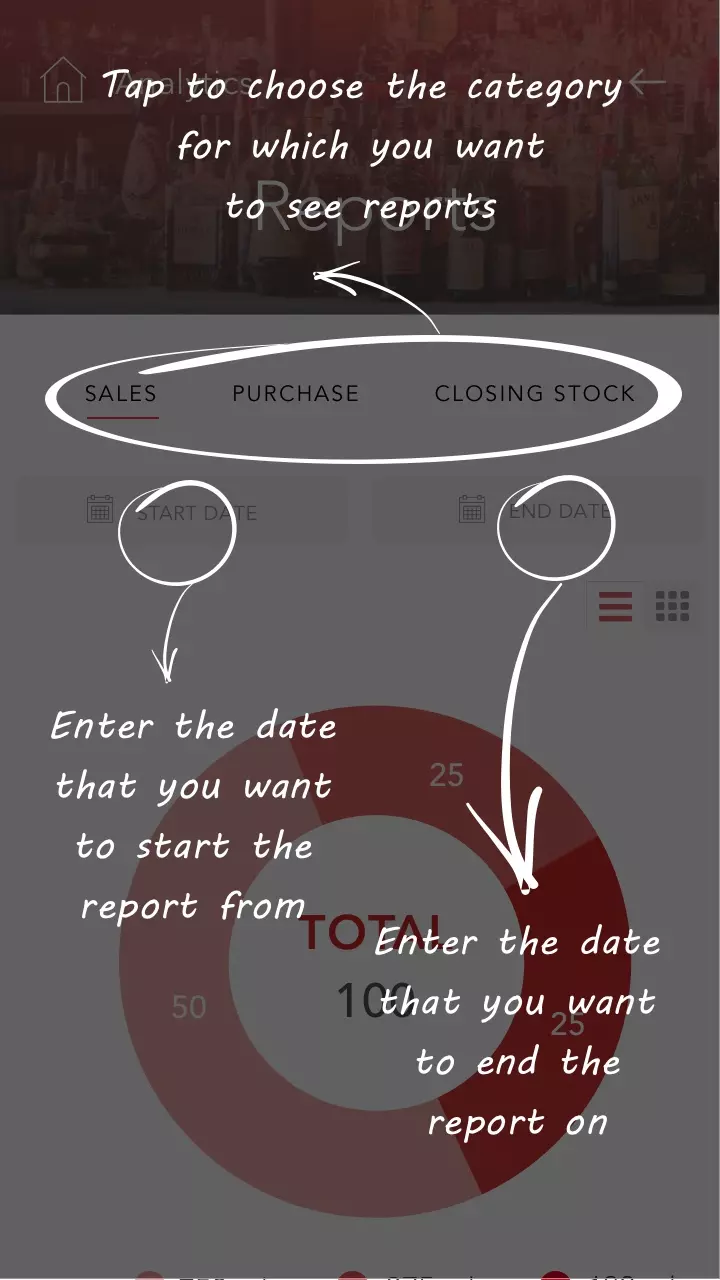 Analytics
Tap to choose the category
for which you want
to see reports
Reports
SALES PURCHASE CLOSING STOCK
START DATE END DATE
Enter the date
that you want
to start the
report from
25
TOTAL
100
50
25
Enter the date
that you want
to end the
report on